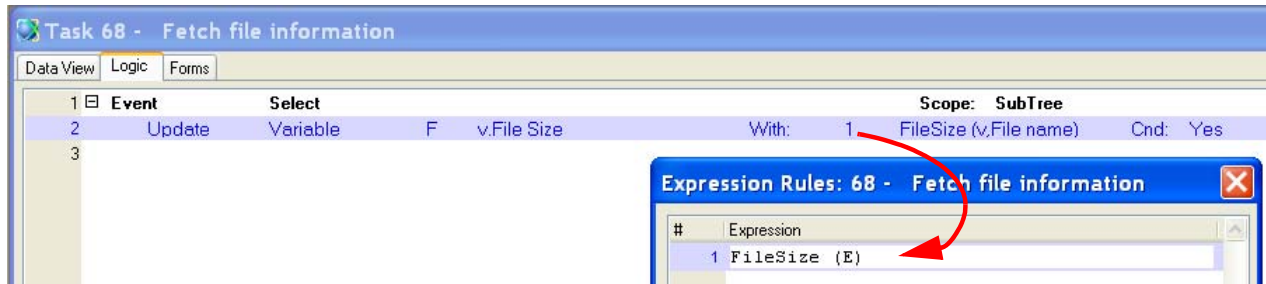 Task 68 - Fetch file information
Data View Logic Forms
1 Event Select Scope: SubTree
2 Update Variable F v.File Size With: 1 FileSize (v,File name) Cnd: Yes
3
Expression Rules: 68 - Fetch file information
# Expression
1 FileSize (E)